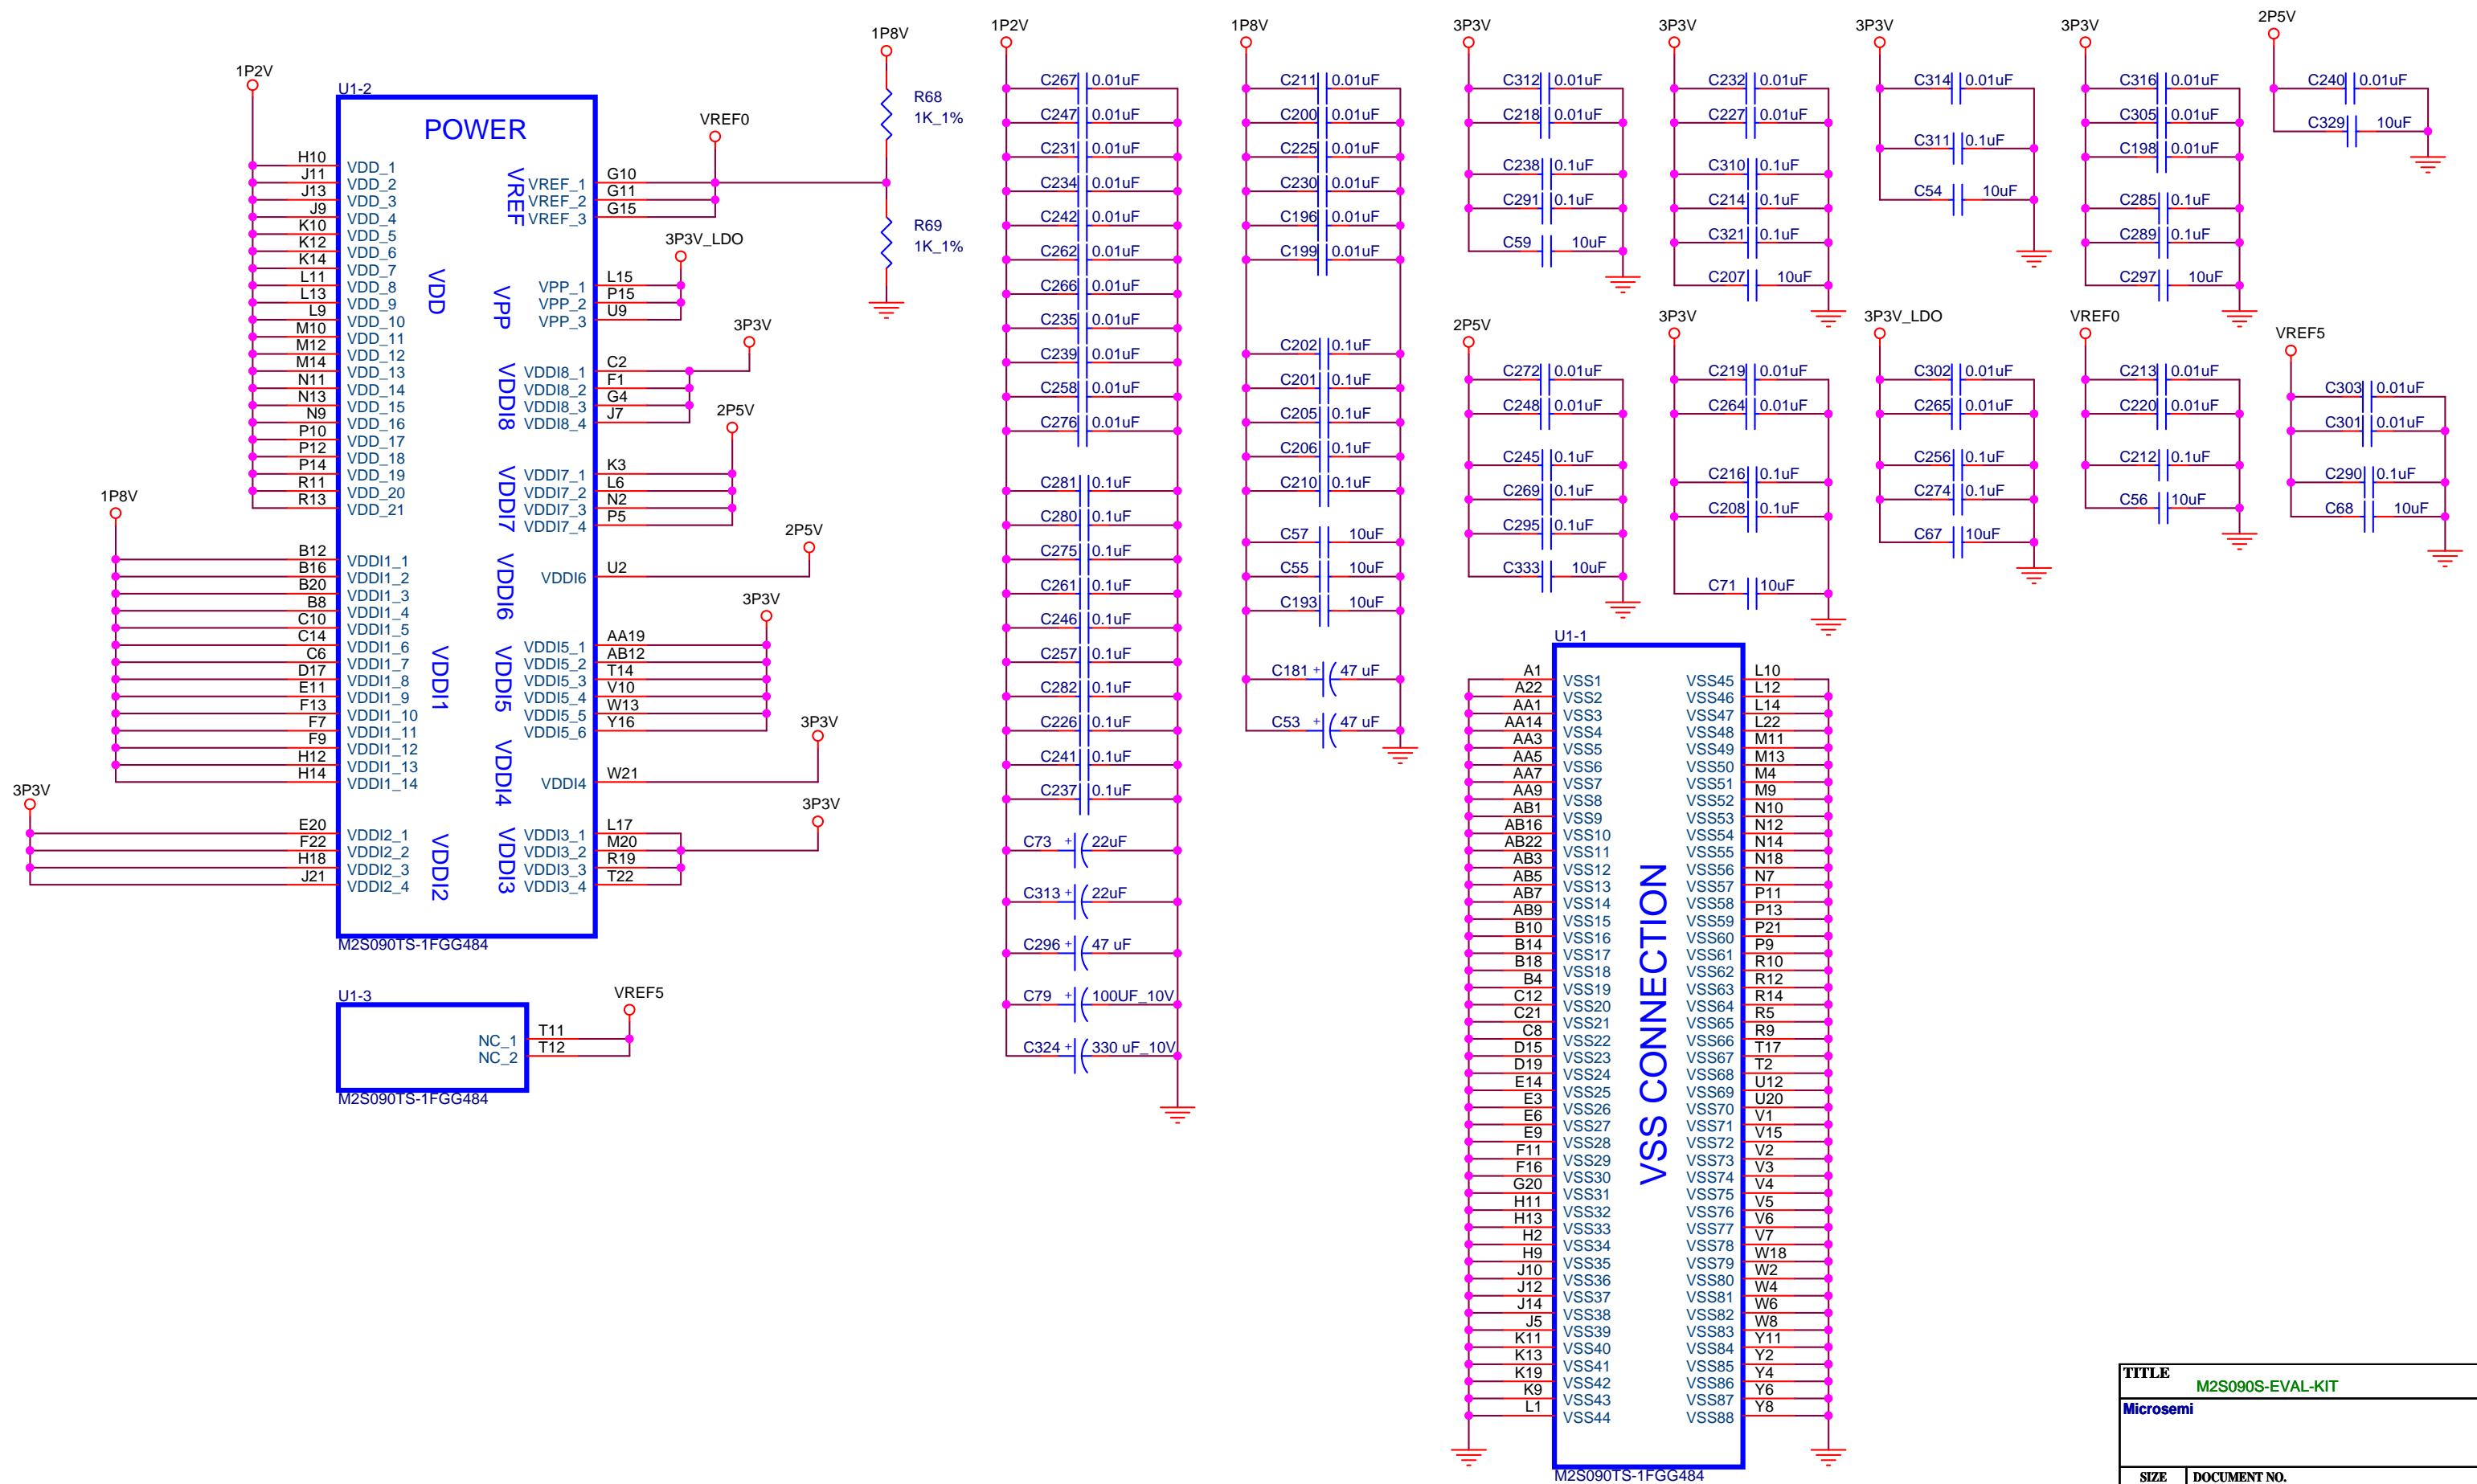 1P2V
U1-2
POWER
H10 VDD_1
J11 VDD_2
J13 VDD_3
J9 VDD_4
K10 VDD_5
K12 VDD_6
K14 VDD_7
L11 VDD_8
L13 VDD_9
L9 VDD_10
M10 VDD_11
M12 VDD_12
M14 VDD_13
N11 VDD_14
N13 VDD_15
N9 VDD_16
P10 VDD_17
P12 VDD_18
P14 VDD_19
R11 VDD_20
R13 VDD_21
VDD
1P8V
B12 VDDI1_1
B16 VDDI1_2
B20 VDDI1_3
B8 VDDI1_4
C10 VDDI1_5
C14 VDDI1_6
C6 VDDI1_7
D17 VDDI1_8
E11 VDDI1_9
F13 VDDI1_10
F7 VDDI1_11
F9 VDDI1_12
H12 VDDI1_13
H14 VDDI1_14
VDDI1
3P3V
E20 VDDI2_1
F22 VDDI2_2
H18 VDDI2_3
J21 VDDI2_4
VDDI2
VREF
VREF_1 G10
VREF_2 G11
VREF_3 G15
VREF0
1P8V
R68
1K_1%
R69
1K_1%
VPP
3P3V_LDO
VPP_1 L15
VPP_2 P15
VPP_3 U9
VDDI8
3P3V
VDDI8_1 C2
VDDI8_2 F1
VDDI8_3 G4
VDDI8_4 J7
VDDI7
2P5V
VDDI7_1 K3
VDDI7_2 L6
VDDI7_3 N2
VDDI7_4 P5
VDDI6
2P5V
VDDI6 U2
VDDI5
3P3V
VDDI5_1 AA19
VDDI5_2 AB12
VDDI5_3 T14
VDDI5_4 V10
VDDI5_5 W13
VDDI5_6 Y16
VDDI4
3P3V
VDDI4 W21
VDDI3
3P3V
VDDI3_1 L17
VDDI3_2 M20
VDDI3_3 R19
VDDI3_4 T22
M2S090TS-1FGG484
U1-3
VREF5
NC_1 T11
NC_2 T12
M2S090TS-1FGG484
1P2V
C267 0.01uF
C247 0.01uF
C231 0.01uF
C234 0.01uF
C242 0.01uF
C262 0.01uF
C266 0.01uF
C235 0.01uF
C239 0.01uF
C258 0.01uF
C276 0.01uF
C281 0.1uF
C280 0.1uF
C275 0.1uF
C261 0.1uF
C246 0.1uF
C257 0.1uF
C282 0.1uF
C226 0.1uF
C241 0.1uF
C237 0.1uF
C73 + 22uF
C313 + 22uF
C296 + 47 uF
C79 + 100UF_10V
C324 + 330 uF_10V
1P8V
C211 0.01uF
C200 0.01uF
C225 0.01uF
C230 0.01uF
C196 0.01uF
C199 0.01uF
C202 0.1uF
C201 0.1uF
C205 0.1uF
C206 0.1uF
C210 0.1uF
C57 10uF
C55 10uF
C193 10uF
C181 + 47 uF
C53 + 47 uF
3P3V
C312 0.01uF
C218 0.01uF
C238 0.1uF
C291 0.1uF
C59 10uF
3P3V
C232 0.01uF
C227 0.01uF
C310 0.1uF
C214 0.1uF
C321 0.1uF
C207 10uF
3P3V
C314 0.01uF
C311 0.1uF
C54 10uF
3P3V
C316 0.01uF
C305 0.01uF
C198 0.01uF
C285 0.1uF
C289 0.1uF
C297 10uF
2P5V
C240 0.01uF
C329 10uF
2P5V
C272 0.01uF
C248 0.01uF
C245 0.1uF
C269 0.1uF
C295 0.1uF
C333 10uF
3P3V
C219 0.01uF
C264 0.01uF
C216 0.1uF
C208 0.1uF
C71 10uF
3P3V_LDO
C302 0.01uF
C265 0.01uF
C256 0.1uF
C274 0.1uF
C67 10uF
VREF0
C213 0.01uF
C220 0.01uF
C212 0.1uF
C56 10uF
VREF5
C303 0.01uF
C301 0.01uF
C290 0.1uF
C68 10uF
U1-1
VSS CONNECTION
A1 VSS1 VSS45 L10
A22 VSS2 VSS46 L12
AA1 VSS3 VSS47 L14
AA14 VSS4 VSS48 L22
AA3 VSS5 VSS49 M11
AA5 VSS6 VSS50 M13
AA7 VSS7 VSS51 M4
AA9 VSS8 VSS52 M9
AB1 VSS9 VSS53 N10
AB16 VSS10 VSS54 N12
AB22 VSS11 VSS55 N14
AB3 VSS12 VSS56 N18
AB5 VSS13 VSS57 N7
AB7 VSS14 VSS58 P11
AB9 VSS15 VSS59 P13
B10 VSS16 VSS60 P21
B14 VSS17 VSS61 P9
B18 VSS18 VSS62 R10
B4 VSS19 VSS63 R12
C12 VSS20 VSS64 R14
C21 VSS21 VSS65 R5
C8 VSS22 VSS66 R9
D15 VSS23 VSS67 T17
D19 VSS24 VSS68 T2
E14 VSS25 VSS69 U12
E3 VSS26 VSS70 U20
E6 VSS27 VSS71 V1
E9 VSS28 VSS72 V15
F11 VSS29 VSS73 V2
F16 VSS30 VSS74 V3
G20 VSS31 VSS75 V4
H11 VSS32 VSS76 V5
H13 VSS33 VSS77 V6
H2 VSS34 VSS78 V7
H9 VSS35 VSS79 W18
J10 VSS36 VSS80 W2
J12 VSS37 VSS81 W4
J14 VSS38 VSS82 W6
J5 VSS39 VSS83 W8
K11 VSS40 VSS84 Y11
K13 VSS41 VSS85 Y2
K19 VSS42 VSS86 Y4
K9 VSS43 VSS87 Y6
L1 VSS44 VSS88 Y8
M2S090TS-1FGG484
TITLE
M2S090S-EVAL-KIT
Microsemi
SIZE DOCUMENT NO.